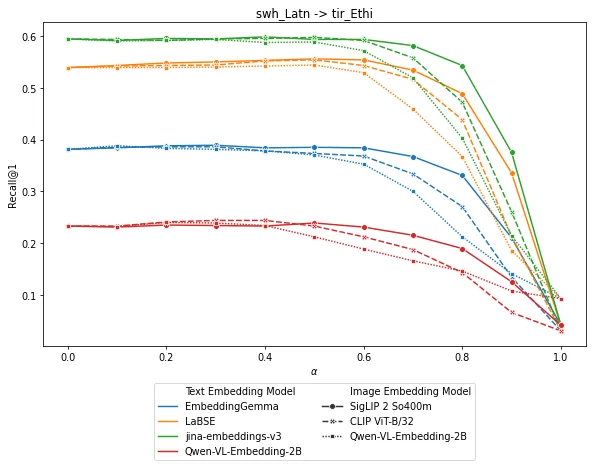 swh_Latn -> tir_Ethi
0.6
0.5
0.4
0.3
0.2
0.1
Recall@1
0.0 0.2 0.4 0.6 0.8 1.0
α
Text Embedding Model Image Embedding Model
EmbeddingGemma SigLIP 2 So400m
LaBSE CLIP ViT-B/32
jina-embeddings-v3 Qwen-VL-Embedding-2B
Qwen-VL-Embedding-2B